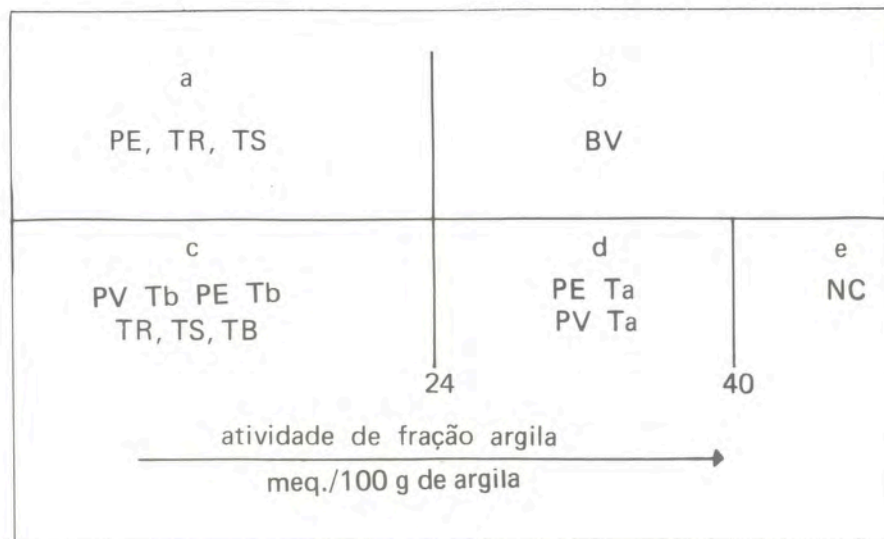 a b
PE, TR, TS BV
c d e
PV Tb PE Tb PE Ta NC
TR, TS, TB PV Ta
24 40
atividade de fração argila
meq./100 g de argila